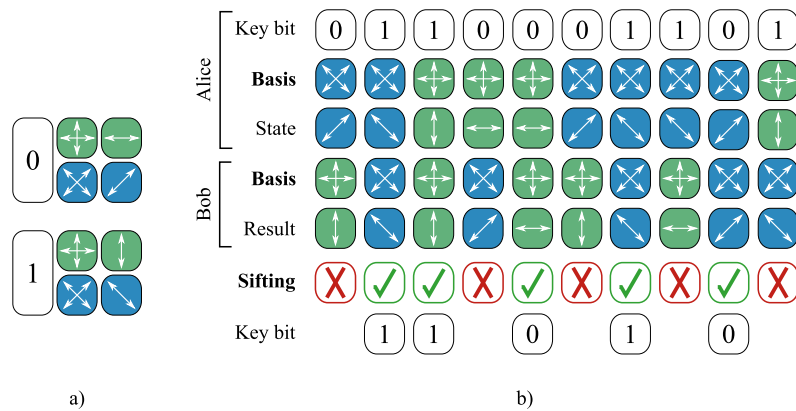 Key bit 0 1 1 0 0 0 1 1 0 1
Alice
Basis
State
0
Bob
Basis
Result
1
Sifting
Key bit 1 1 0 1 0
a) b)